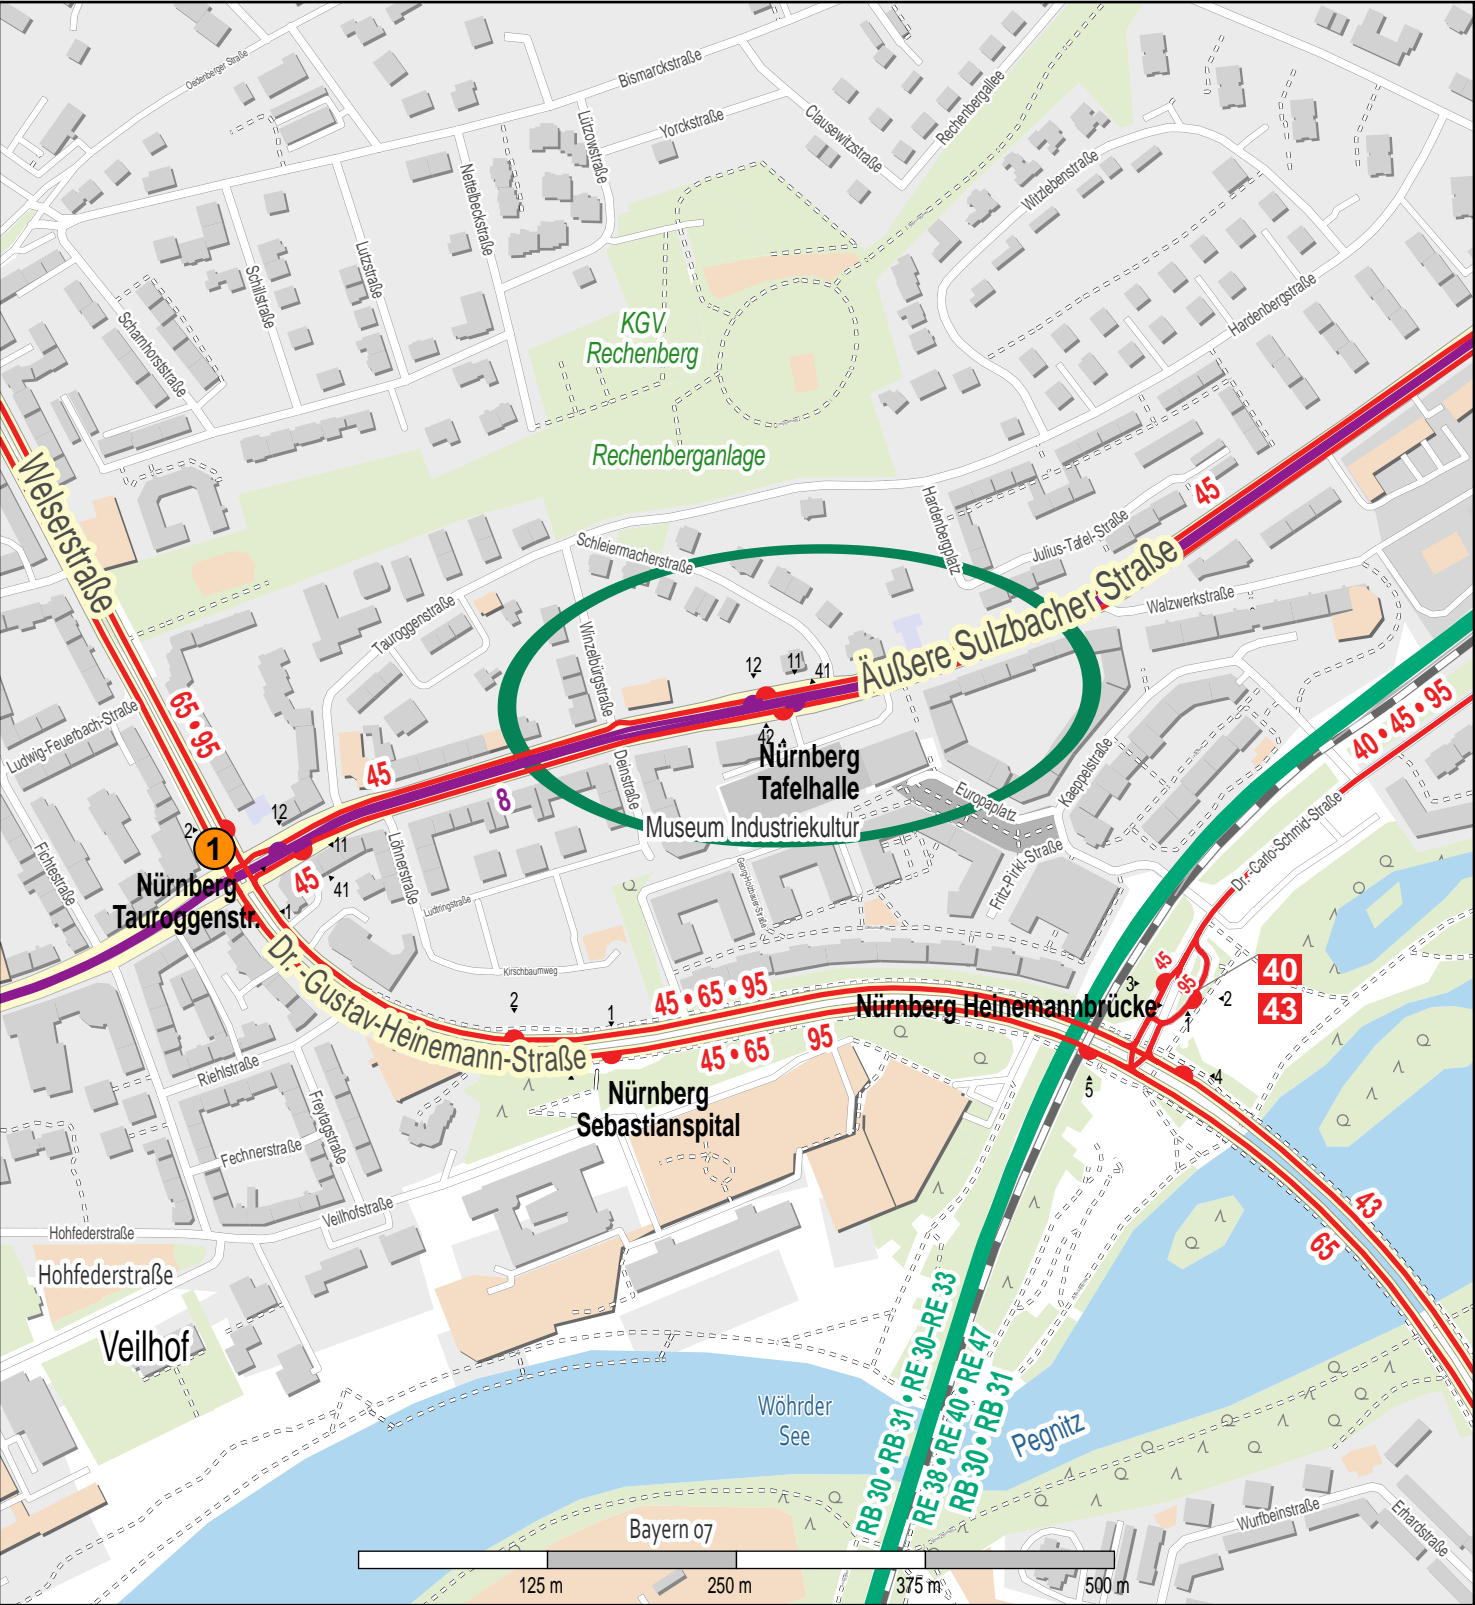 Oedenberger Straße
Bismarckstraße
Lützowstraße
Yorckstraße
Clausewitzstraße
Rechenbergallee
Witzlebenstraße
Nettelbeckstraße
Lutzstraße
Schillstraße
Scharnhorststraße
Hardenbergstraße
KGV
Rechenberg
Rechenberganlage
Welserstraße
Hardenbergplatz
Julius-Tafel-Straße
45
Schleiermacherstraße
Äußere Sulzbacher Straße
Walzwerkstraße
Tauroggenstraße
Winzelbürgstraße
12
11
41
42
Nürnberg
Tafelhalle
Museum Industriekultur
65 • 95
Ludwig-Feuerbach-Straße
45
8
Deinstraße
Europaplatz
Kaeppelstraße
40 • 45 • 95
Dr.-Carlo-Schmid-Straße
2
1
12
11
41
1
45
Nürnberg
Tauroggenstr.
Löhnerstraße
Fichtestraße
Ludtringstraße
Georg-Holzbauer-Straße
Fritz-Pirkl-Straße
Kirschbaumweg
Dr.-Gustav-Heinemann-Straße
2
1
45 • 65 • 95
45 • 65
95
Nürnberg Heinemannbrücke
3
45
95
2
1
4
5
40
43
Nürnberg
Sebastianspital
Riehlstraße
Freytagstraße
Fechnerstraße
Veilhofstraße
Hohfederstraße
Hohfederstraße
Veilhof
43
65
Wöhrder
See
Pegnitz
RB 30 • RB 31 • RE 30–RE 33
RE 38 • RE 40 • RE 47
RB 30 • RB 31
Bayern 07
Wurfbeinstraße
Erhardstraße
125 m
250 m
375 m
500 m